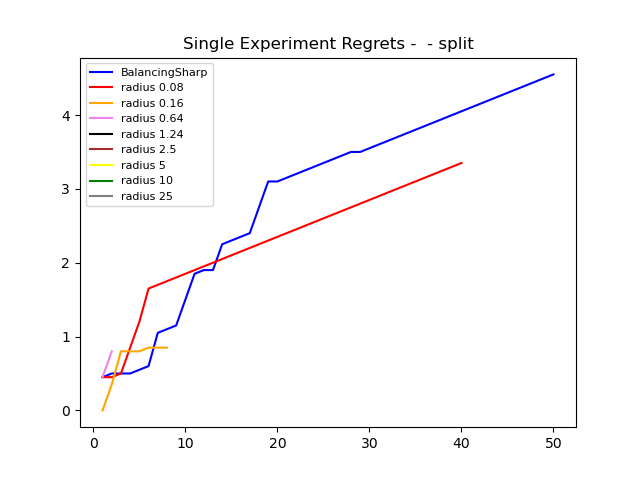 Single Experiment Regrets -  - split
BalancingSharp
radius 0.08
radius 0.16
radius 0.64
radius 1.24
radius 2.5
radius 5
radius 10
radius 25
4
3
2
1
0
0 10 20 30 40 50